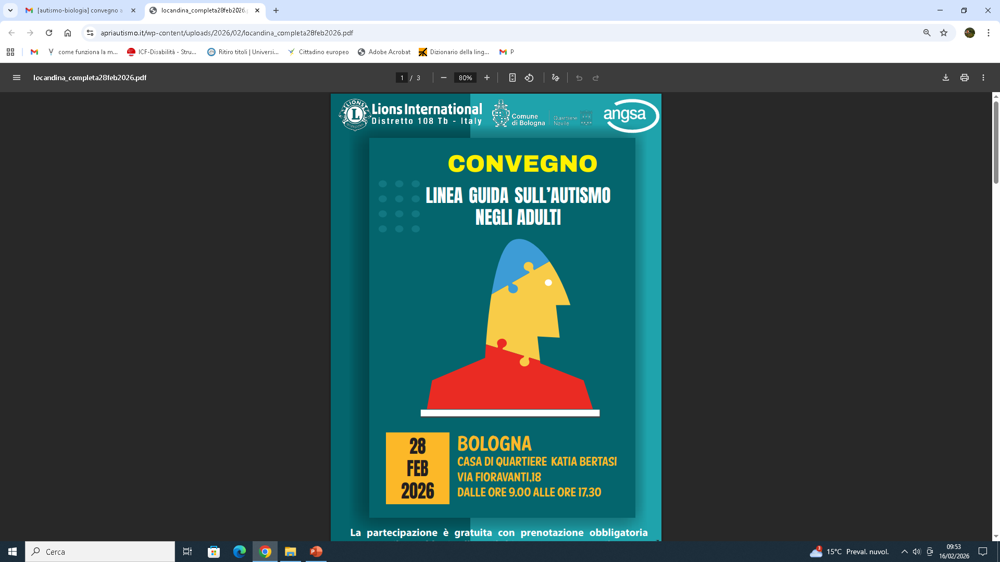 [autismo-biologia] convegno a
locandina_completa28feb2026.p
apriautismo.it/wp-content/uploads/2026/02/locandina_completa28feb2026.pdf
come funziona la m...
ICF-Disabilità - Stru...
Ritiro titoli | Universi...
Cittadino europeo
Adobe Acrobat
Dizionario della ling...
P
locandina_completa28feb2026.pdf
1 / 3
80%
LIONS
L
INTERNATIONAL
Lions International
Distretto 108 Tb - Italy
Comune
di Bologna
Quartiere
Navile
angsa
CONVEGNO
LINEA GUIDA SULL'AUTISMO
NEGLI ADULTI
28
FEB
2026
BOLOGNA
CASA DI QUARTIERE KATIA BERTASI
VIA FIORAVANTI,18
DALLE ORE 9.00 ALLE ORE 17,30
La partecipazione è gratuita con prenotazione obbligatoria
Cerca
3
15°C Preval. nuvol.
09:53
16/02/2026